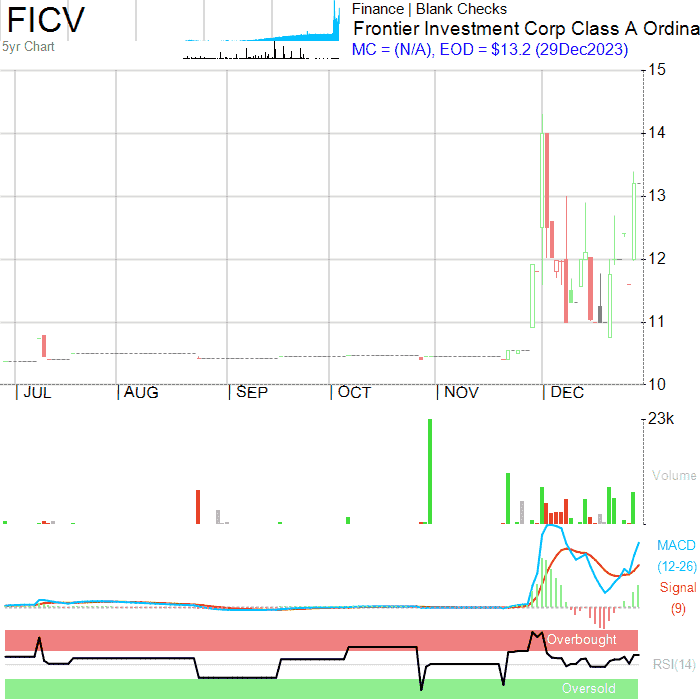 FICV
5yr Chart
Finance | Blank Checks
Frontier Investment Corp Class A Ordina
MC = (N/A), EOD = $13.2 (29Dec2023)
15
14
13
12
11
10
JUL AUG SEP OCT NOV DEC
23k
Volume
MACD
(12-26)
Signal
(9)
Overbought
RSI(14)
Oversold